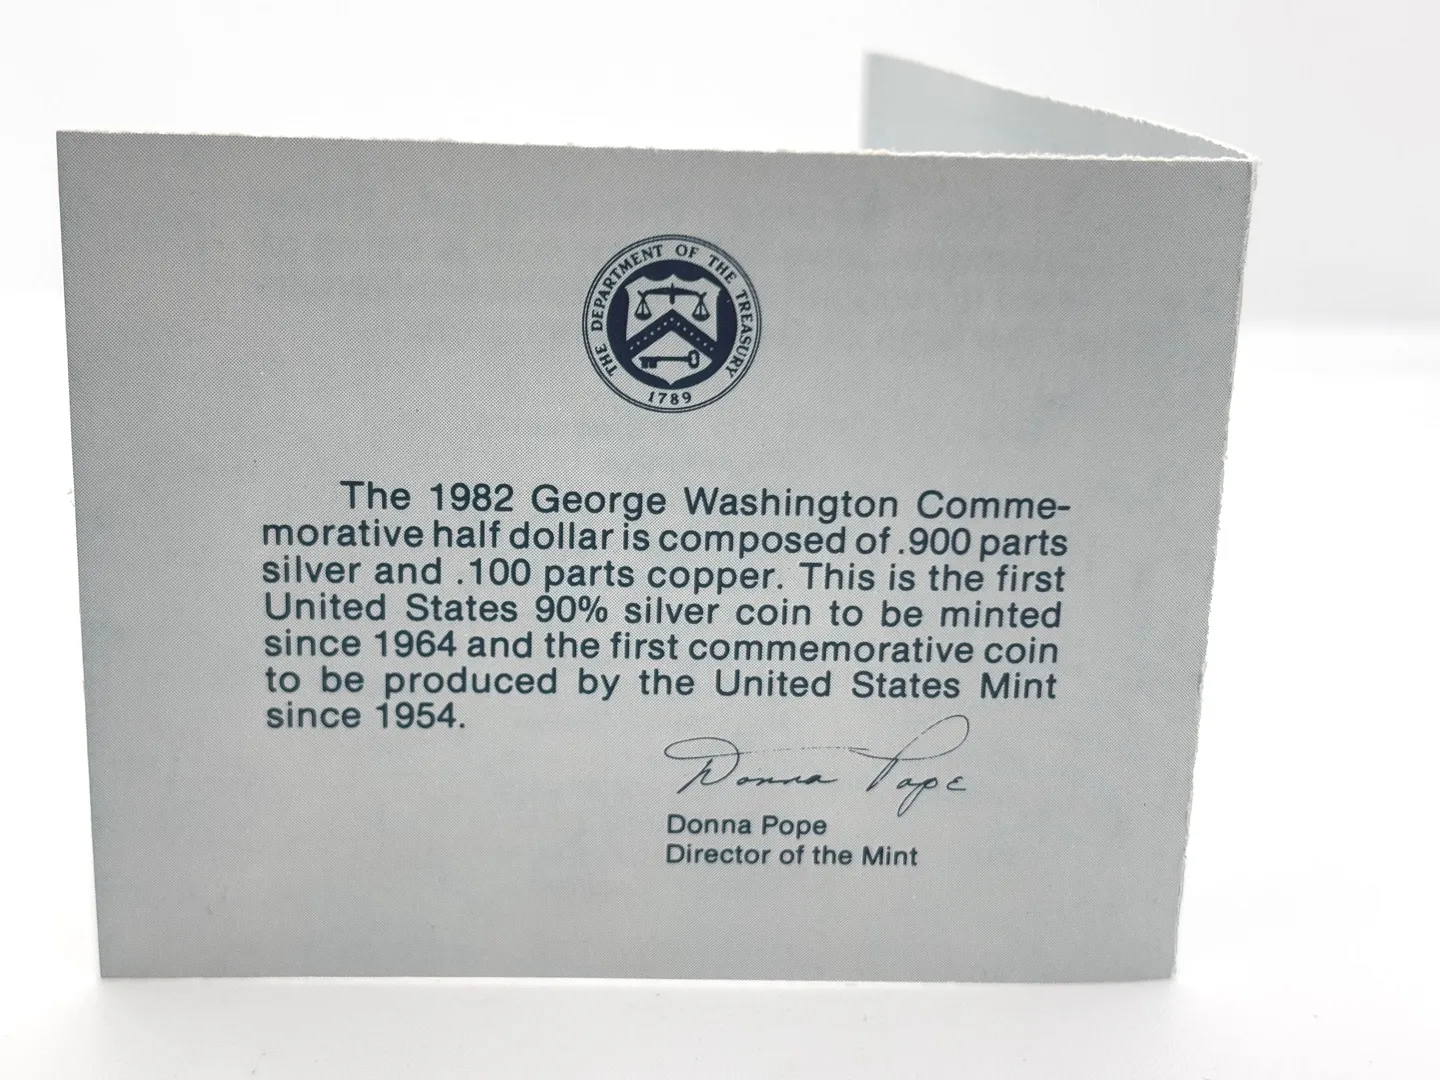 THE DEPARTMENT OF THE TREASURY
1789
The 1982 George Washington Comme-
morative half dollar is composed of .900 parts
silver and .100 parts copper. This is the first
United States 90% silver coin to be minted
since 1964 and the first commemorative coin
to be produced by the United States Mint
since 1954.
Donna Pope
Donna Pope
Director of the Mint